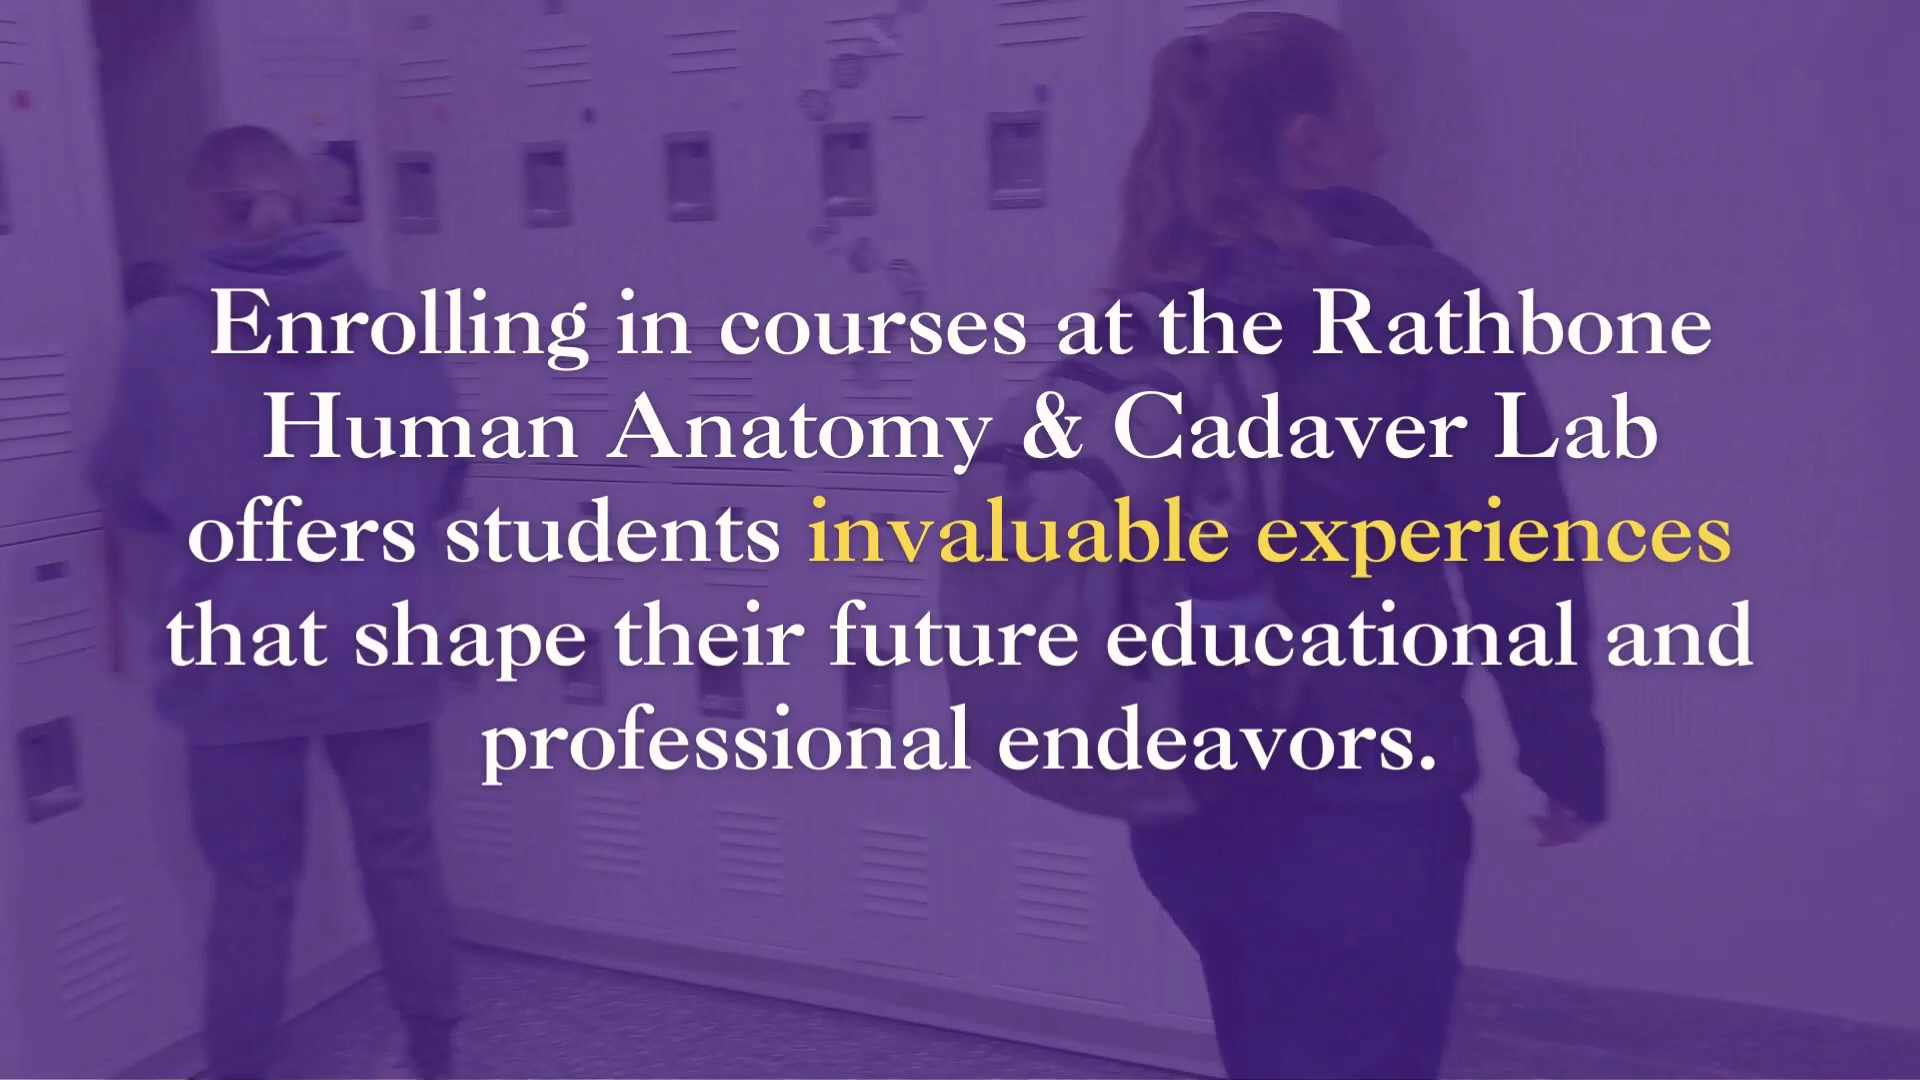 Enrolling in courses at the Rathbone
Human Anatomy & Cadaver Lab
offers students invaluable experiences
that shape their future educational and
professional endeavors.